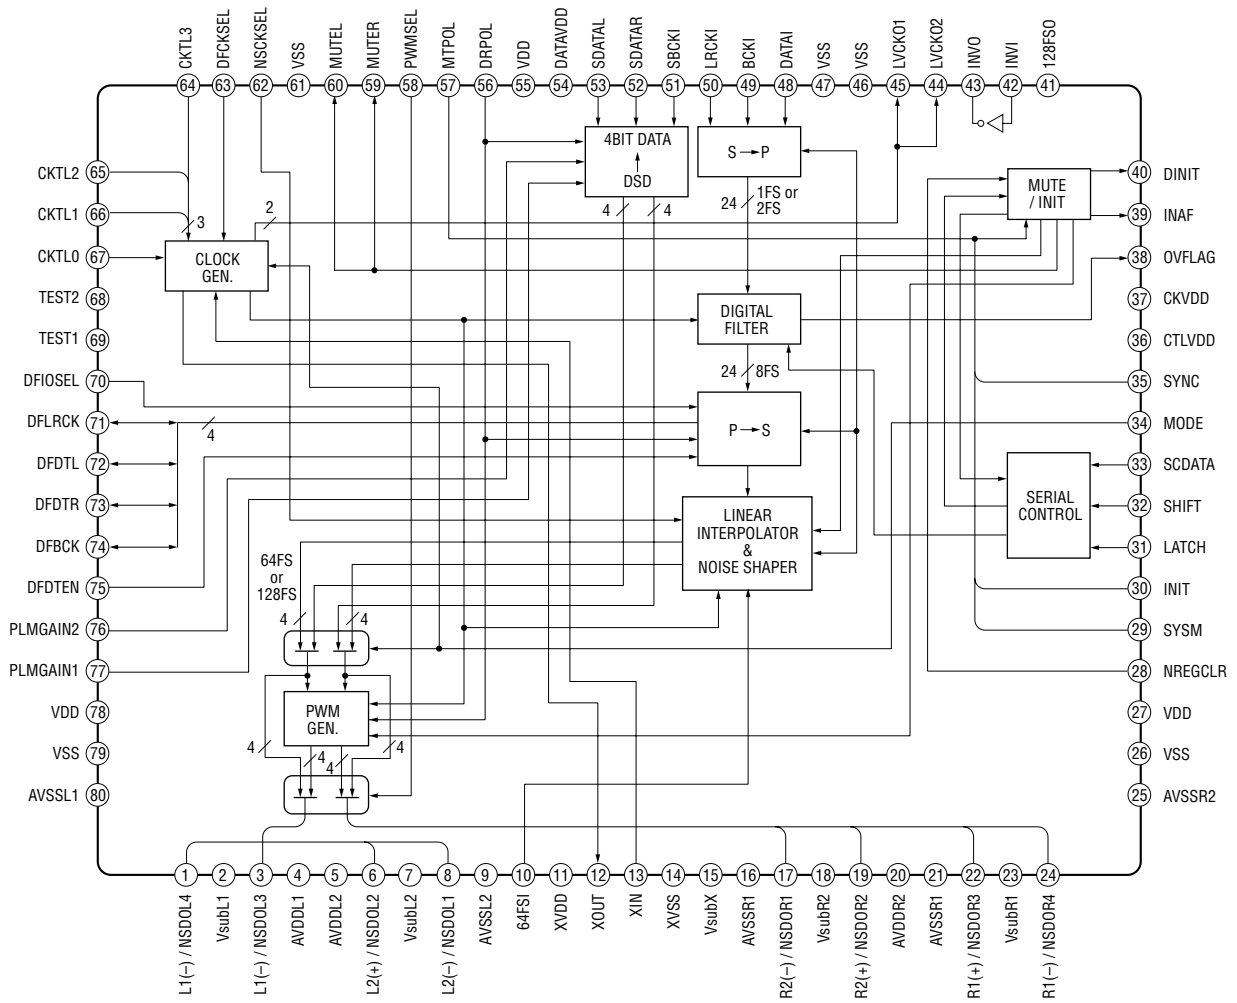 CKTL3
DFCKSEL
NSCKSEL
VSS
MUTEL
MUTER
PWMSEL
MTPOL
DRPOL
VDD
DATAVDD
SDATAL
SDATAR
SBCKI
LRCKI
BCKI
DATAI
VSS
VSS
LVCKO1
LVCKO2
INVO
INVI
128FSO
64 63 62 61 60 59 58 57 56 55 54 53 52 51 50 49 48 47 46 45 44 43 42 41
CKTL2 65
CKTL1 66
CKTL0 67
TEST2 68
TEST1 69
DFIOSEL 70
DFLRCK 71
DFDTL 72
DFDTR 73
DFBCK 74
DFDTEN 75
PLMGAIN2 76
PLMGAIN1 77
VDD 78
VSS 79
AVSSL1 80
40 DINIT
39 INAF
38 OVFLAG
37 CKVDD
36 CTLVDD
35 SYNC
34 MODE
33 SCDATA
32 SHIFT
31 LATCH
30 INIT
29 SYSM
28 NREGCLR
27 VDD
26 VSS
25 AVSSR2
4BIT DATA
DSD
S P
MUTE
/ INIT
4 4
24 1FS or
2FS
3 2
CLOCK
GEN.
DIGITAL
FILTER
24 8FS
4
P S
LINEAR
INTERPOLATOR
&
NOISE SHAPER
SERIAL
CONTROL
64FS
or
128FS
4 4
PWM
GEN.
4 4 4 4
1 2 3 4 5 6 7 8 9 10 11 12 13 14 15 16 17 18 19 20 21 22 23 24
L1(–) / NSDOL4
VsubL1
L1(–) / NSDOL3
AVDDL1
AVDDL2
L2(+) / NSDOL2
VsubL2
L2(–) / NSDOL1
AVSSL2
64FSI
XVDD
XOUT
XIN
XVSS
VsubX
AVSSR1
R2(–) / NSDOR1
VsubR2
R2(+) / NSDOR2
AVDDR2
AVSSR1
R1(+) / NSDOR3
VsubR1
R1(–) / NSDOR4